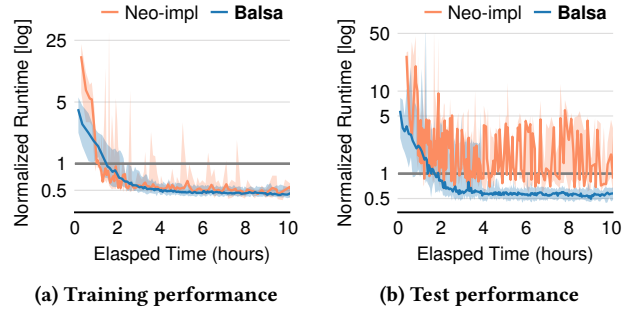 Neo-impl Balsa
Normalized Runtime [log]
25
5
1
0.5
0 2 4 6 8 10
Elasped Time (hours)
(a) Training performance
Neo-impl Balsa
Normalized Runtime [log]
50
10
5
1
0.5
0 2 4 6 8 10
Elasped Time (hours)
(b) Test performance